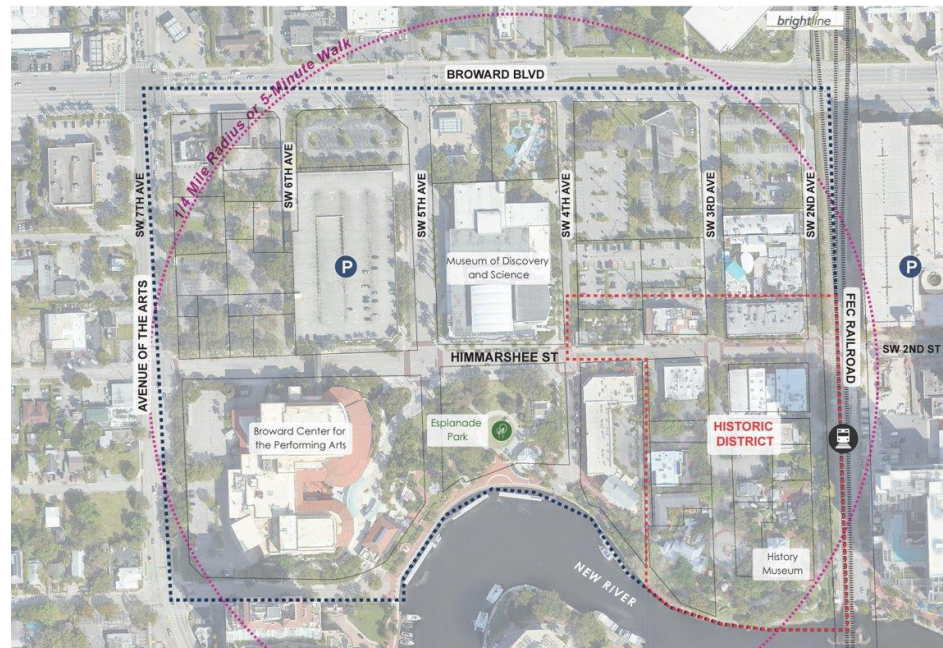 brightline
BROWARD BLVD
1/4 Mile Radius or 5-Minute Walk
SW 7TH AVE
SW 6TH AVE
SW 5TH AVE
SW 4TH AVE
SW 3RD AVE
SW 2ND AVE
P
P
Museum of Discovery
and Science
AVENUE OF THE ARTS
FEC RAILROAD
HIMMARSHEE ST
SW 2ND ST
Broward Center for
the Performing Arts
Esplanade
Park
HISTORIC
DISTRICT
History
Museum
NEW RIVER